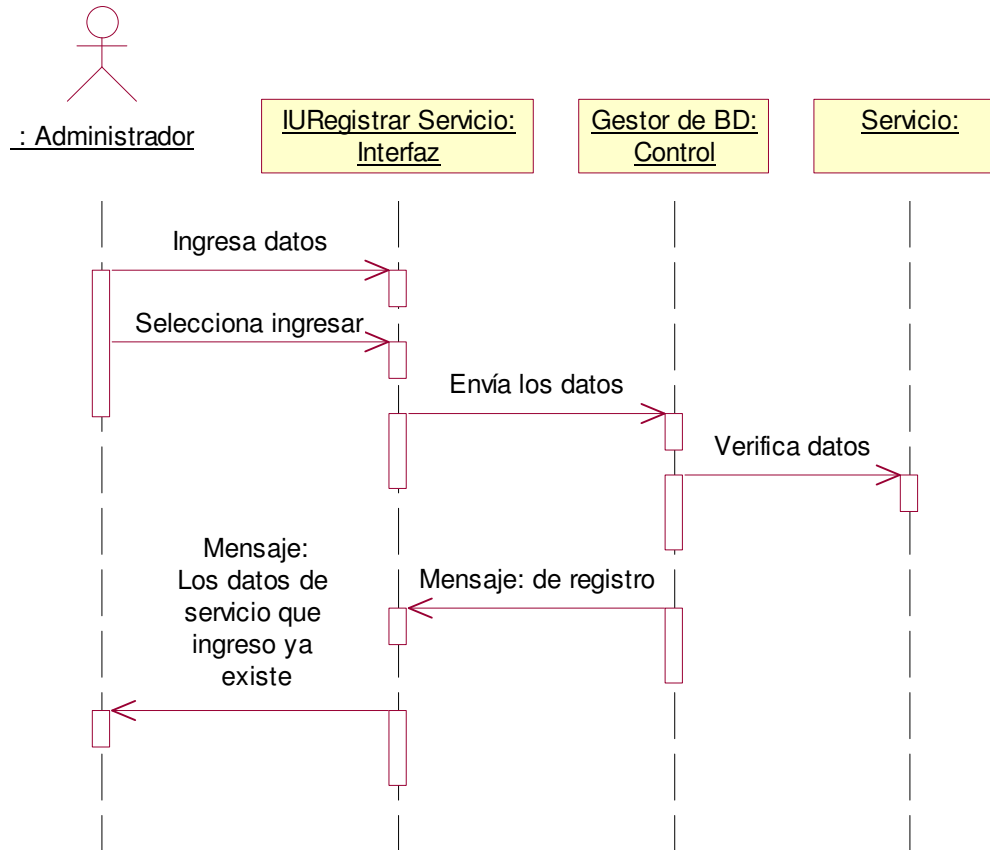 : Administrador
IURegistrar Servicio:
Interfaz
Gestor de BD:
Control
Servicio:
Ingresa datos
Selecciona ingresar
Envía los datos
Verifica datos
Mensaje: de registro
Mensaje:
Los datos de
servicio que
ingreso ya
existe